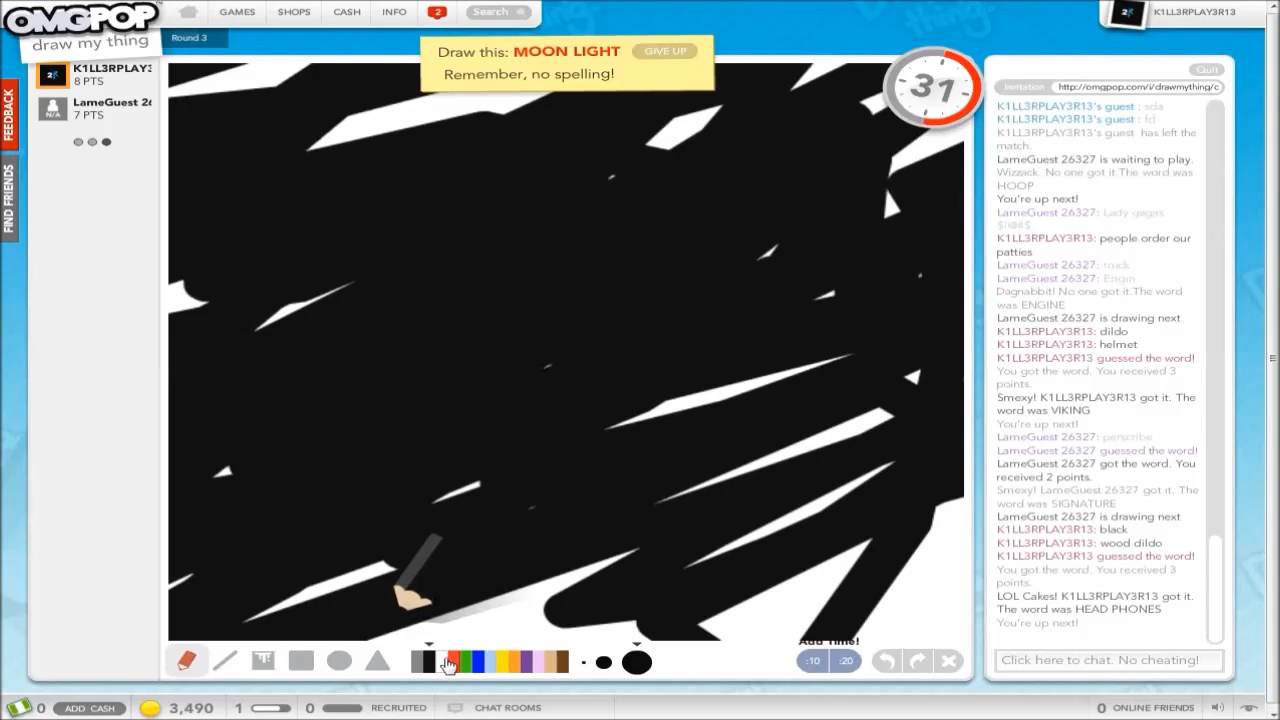 OMGPOP
GAMES SHOPS CASH INFO 2 Search
K1LL3RPLAY3R13
draw my thing
Round 3
Draw this: MOON LIGHT GIVE UP
Remember, no spelling!
31
Quit
Invitation http://omgpop.com/i/drawmything/c
FEEDBACK
FIND FRIENDS
K1LL3RPLAY3
8 PTS
LameGuest 26
7 PTS
N/A
K1LL3RPLAY3R13's guest : sda
K1LL3RPLAY3R13's guest : fd
K1LL3RPLAY3R13's guest has left the
match.
LameGuest 26327 is waiting to play.
Wizzack. No one got it The word was
HOOP
You're up next!
LameGuest 26327: Lady gagas
$!@#$
K1LL3RPLAY3R13: people order our
patties
LameGuest 26327: truck
LameGuest 26327: Engin
Dagnabbit! No one got it.The word
was ENGINE
LameGuest 26327 is drawing next
K1LL3RPLAY3R13: dildo
K1LL3RPLAY3R13: helmet
K1LL3RPLAY3R13 guessed the word!
You got the word. You received 3
points.
Smexy! K1LL3RPLAY3R13 got it. The
word was VIKING
You're up next!
LameGuest 26327: perscribe
LameGuest 26327 guessed the word!
LameGuest 26327 got the word. You
received 2 points.
Smexy! LameGuest 26327 got it. The
word was SIGNATURE
LameGuest 26327 is drawing next
K1LL3RPLAY3R13: black
K1LL3RPLAY3R13: wood dildo
K1LL3RPLAY3R13 guessed the word!
You got the word. You received 3
points.
LOL Cakes! K1LL3RPLAY3R13 got it.
The word was HEAD PHONES
You're up next!
Add Time!
:10 :20
Click here to chat. No cheating!
0 ADD CASH 3,490 1 0 RECRUITED CHAT ROOMS 0 ONLINE FRIENDS